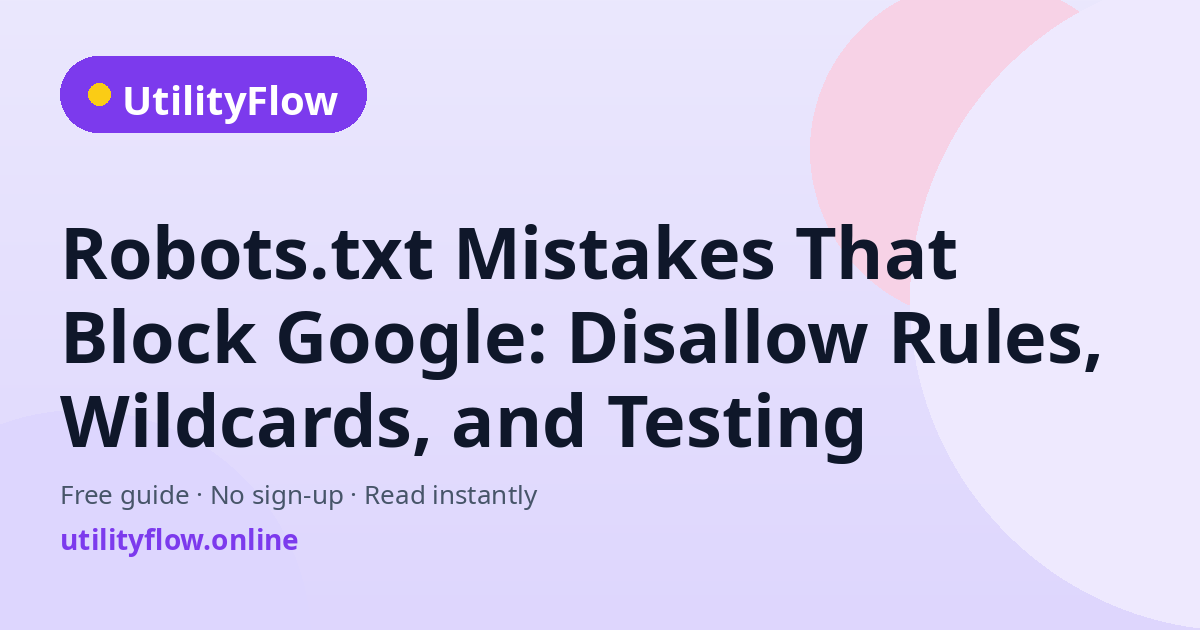 UtilityFlow
Robots.txt Mistakes That
Block Google: Disallow Rules,
Wildcards, and Testing
Free guide · No sign-up · Read instantly
utilityflow.online